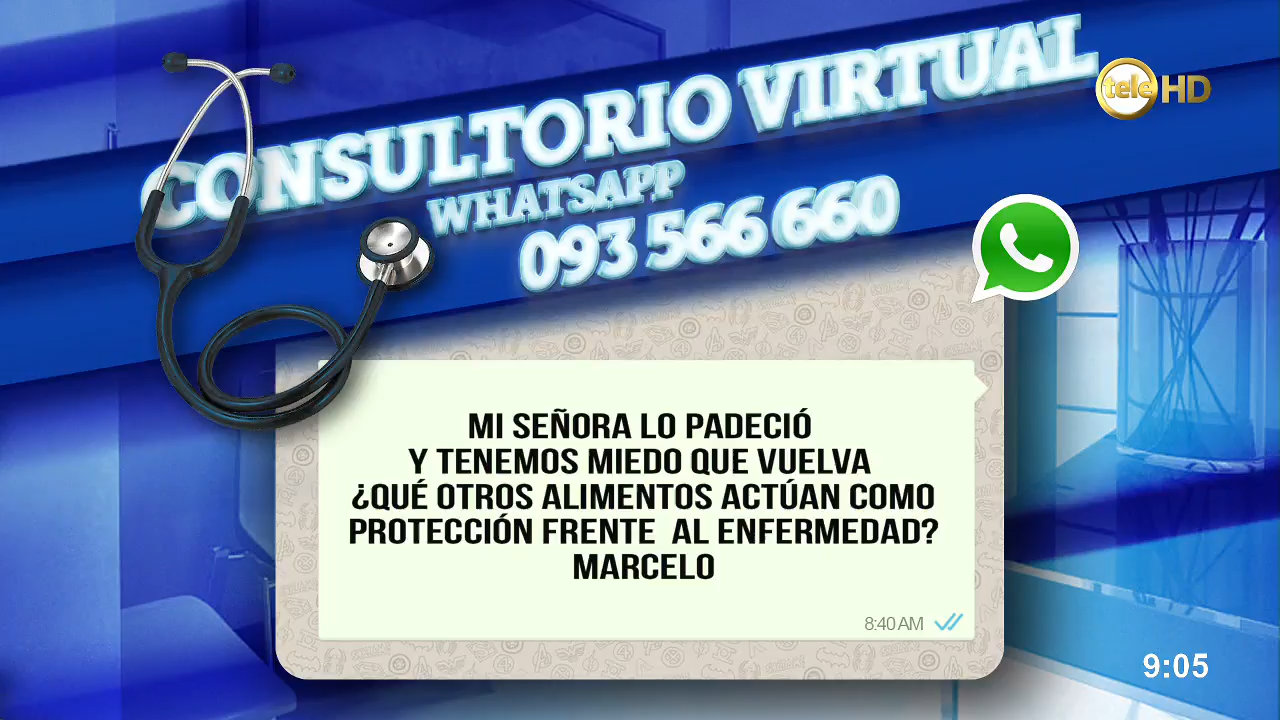 CONSULTORIO VIRTUAL
tele HD
WHATSAPP
093 566 660
MI SEÑORA LO PADECIÓ
Y TENEMOS MIEDO QUE VUELVA
¿QUÉ OTROS ALIMENTOS ACTÚAN COMO
PROTECCIÓN FRENTE AL ENFERMEDAD?
MARCELO
8:40 AM
9:05